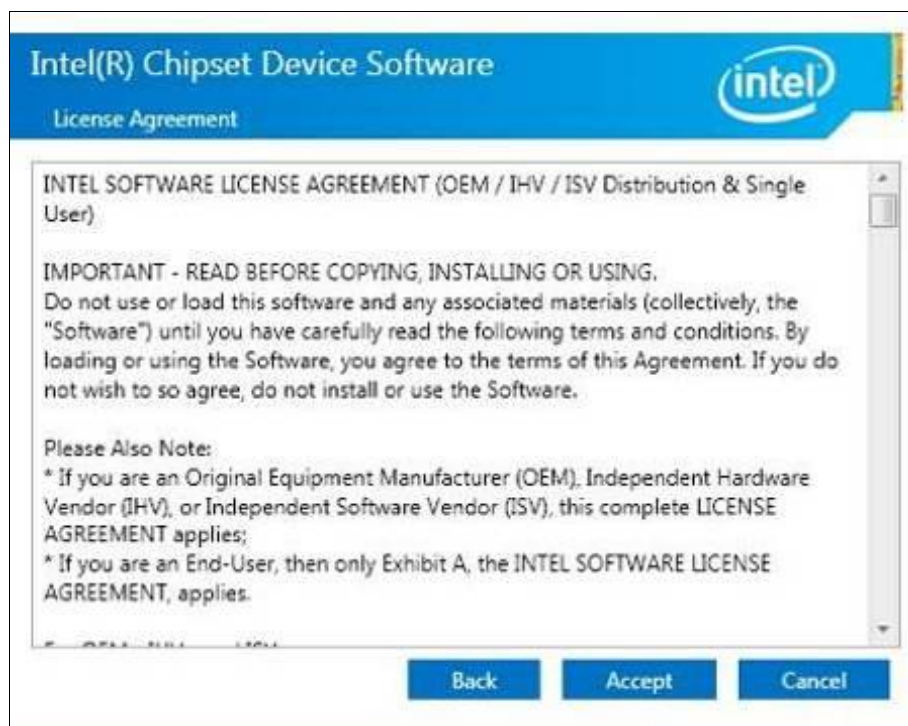 Intel(R) Chipset Device Software
intel
License Agreement
INTEL SOFTWARE LICENSE AGREEMENT (OEM / IHV / ISV Distribution & Single
User)
IMPORTANT - READ BEFORE COPYING, INSTALLING OR USING.
Do not use or load this software and any associated materials (collectively, the
"Software") until you have carefully read the following terms and conditions. By
loading or using the Software, you agree to the terms of this Agreement. If you do
not wish to so agree, do not install or use the Software.
Please Also Note:
* If you are an Original Equipment Manufacturer (OEM), Independent Hardware
Vendor (IHV), or Independent Software Vendor (ISV), this complete LICENSE
AGREEMENT applies;
* If you are an End-User, then only Exhibit A, the INTEL SOFTWARE LICENSE
AGREEMENT, applies.
Back Accept Cancel